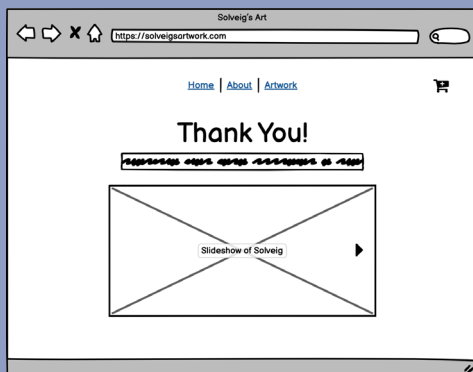 Solveig's Art
https://solveigsartwork.com
Home | About | Artwork
Thank You!
Slideshow of Solveig